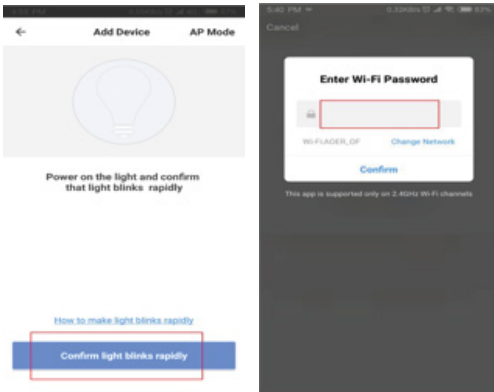 Add Device
AP Mode
Power on the light and confirm
that light blinks rapidly
How to make light blinks rapidly
Confirm light blinks rapidly
5:40 PM
Cancel
Enter Wi-Fi Password
Change Network
Confirm
This app is supported only on 2.4GHz Wi-Fi channels